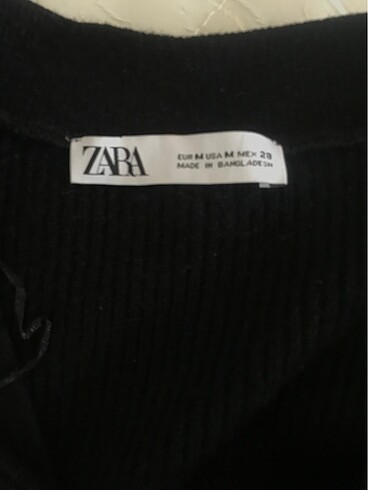 ZARA
EUR M USA M MEX 28
MADE IN BANGLADESH